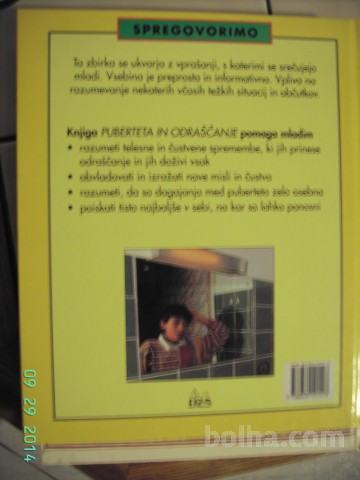 SPREGOVORIMO
Ta zbirka se ukvarja z vprašanji, s katerimi se srečujejo
mladi. Vsebina je preprosta in informativna. Vpliva na
razumevanje nekaterih včasih težkih situacij in občutkov.
Knjiga PUBERTETA IN ODRAŠČANJE pomaga mladim
• razumeti telesne in čustvene spremembe, ki jih prinese
odraščanje in jih doživi vsak
• obvladovati in izražati nove misli in čustva
• razumeti, da so dogajanja med puberteto zelo osebna
• poiskati tisto najboljše v sebi, na kar so lahko ponosni
DZS
09 29 2014
bolha.com